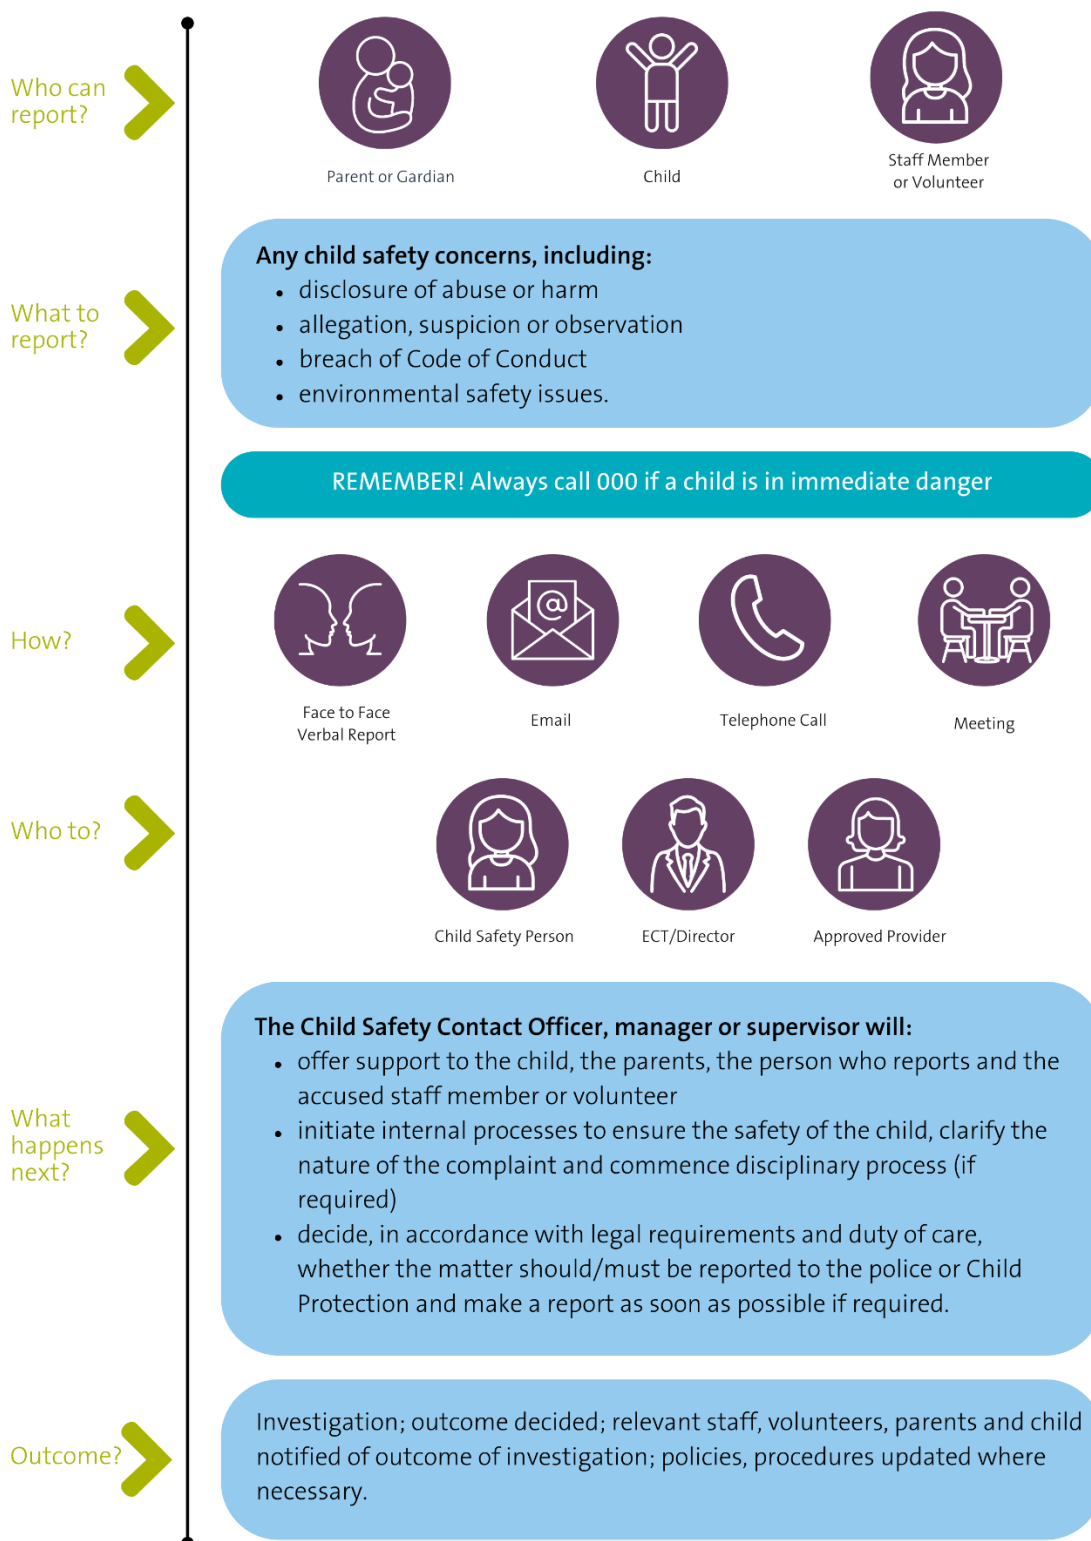 Who can
report?
Parent or Gardian
Child
Staff Member
or Volunteer
What to
report?
Any child safety concerns, including:
• disclosure of abuse or harm
• allegation, suspicion or observation
• breach of Code of Conduct
• environmental safety issues.
REMEMBER! Always call 000 if a child is in immediate danger
How?
@
Face to Face
Verbal Report
Email
Telephone Call
Meeting
Who to?
Child Safety Person
ECT/Director
Approved Provider
What
happens
next?
The Child Safety Contact Officer, manager or supervisor will:
• offer support to the child, the parents, the person who reports and the
accused staff member or volunteer
• initiate internal processes to ensure the safety of the child, clarify the
nature of the complaint and commence disciplinary process (if
required)
• decide, in accordance with legal requirements and duty of care,
whether the matter should/must be reported to the police or Child
Protection and make a report as soon as possible if required.
Outcome?
Investigation; outcome decided; relevant staff, volunteers, parents and child
notified of outcome of investigation; policies, procedures updated where
necessary.